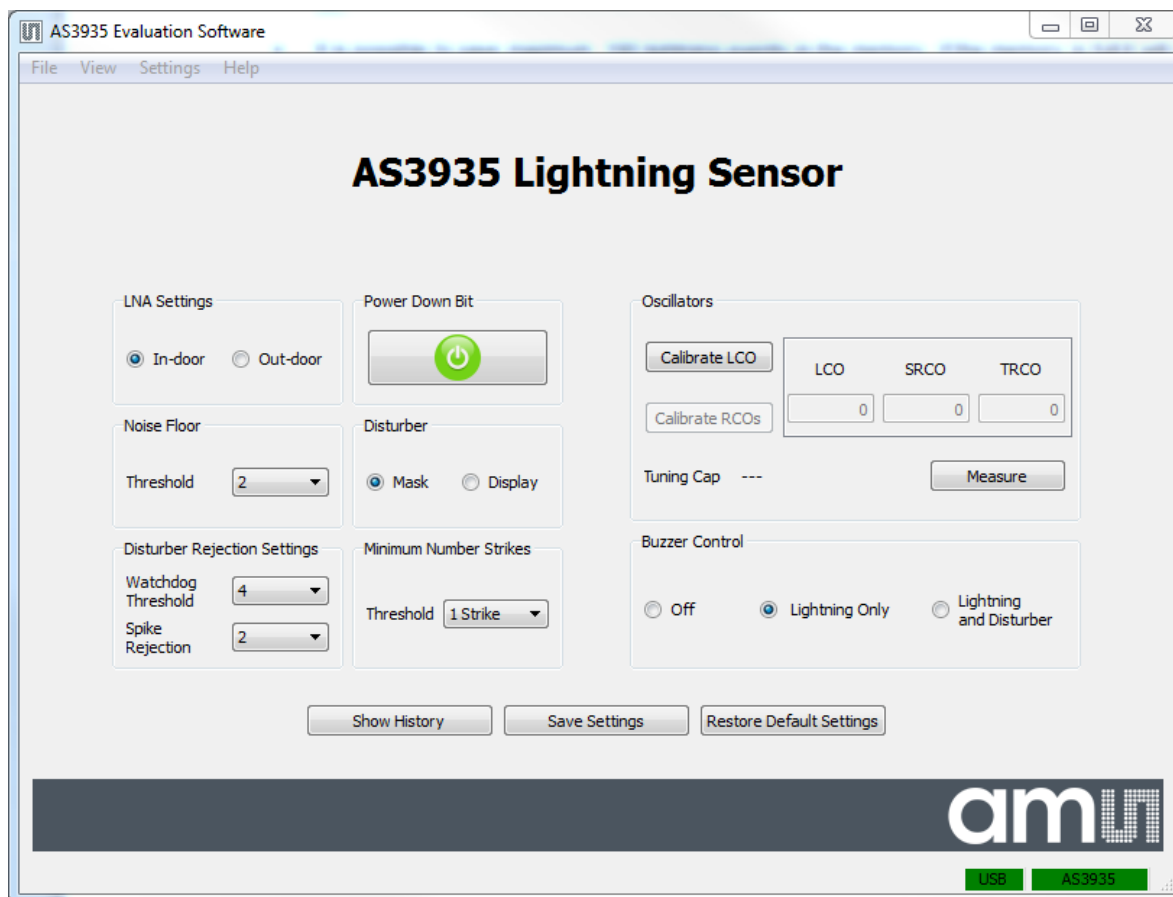 AS3935 Evaluation Software
File View Settings Help
AS3935 Lightning Sensor
LNA Settings
In-door Out-door
Power Down Bit
Noise Floor
Threshold 2
Disturber
Mask Display
Disturber Rejection Settings
Watchdog
Threshold
4
Spike
Rejection
2
Minimum Number Strikes
Threshold 1 Strike
Oscillators
Calibrate LCO
LCO SRCO TRCO
0 0 0
Calibrate RCOs
Tuning Cap ---
Measure
Buzzer Control
Off Lightning Only
Lightning
and Disturber
Show History Save Settings Restore Default Settings
am
USB AS3935